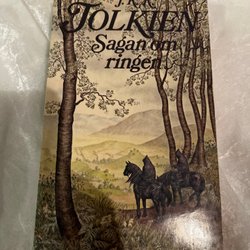 J.R.R.
TOLKIEN
Sagan om
ringen